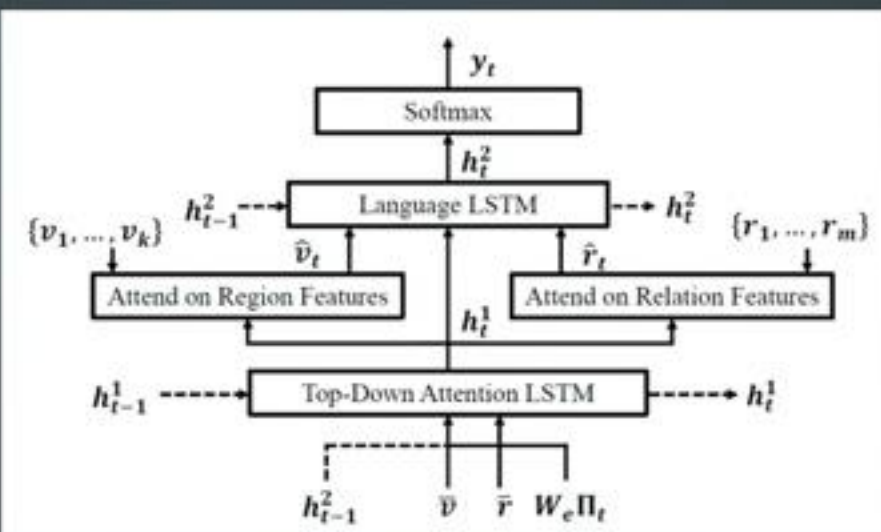 y_t
Softmax
h_t^2
h_{t-1}^2 Language LSTM h_t^2
{v_1, ..., v_k} v̂_t r̂_t {r_1, ..., r_m}
Attend on Region Features Attend on Relation Features
h_t^1
h_{t-1}^1 Top-Down Attention LSTM h_t^1
h_{t-1}^2 v̄ r̄ W_e Π_t